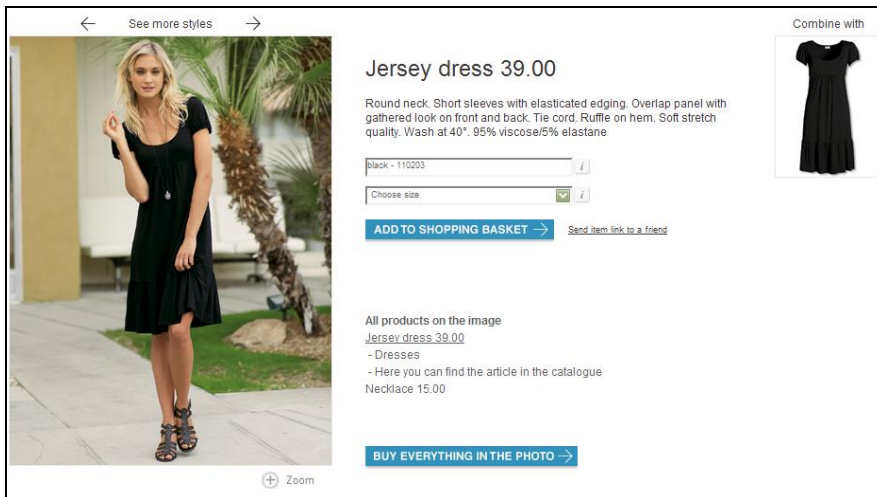 See more styles
Combine with
Jersey dress 39.00
Round neck. Short sleeves with elasticated edging. Overlap panel with
gathered look on front and back. Tie cord. Ruffle on hem. Soft stretch
quality. Wash at 40°. 95% viscose/5% elastane
black - 110203
i
Choose size
i
ADD TO SHOPPING BASKET
Send item link to a friend
All products on the image
Jersey dress 39.00
- Dresses
- Here you can find the article in the catalogue
Necklace 15.00
BUY EVERYTHING IN THE PHOTO
Zoom